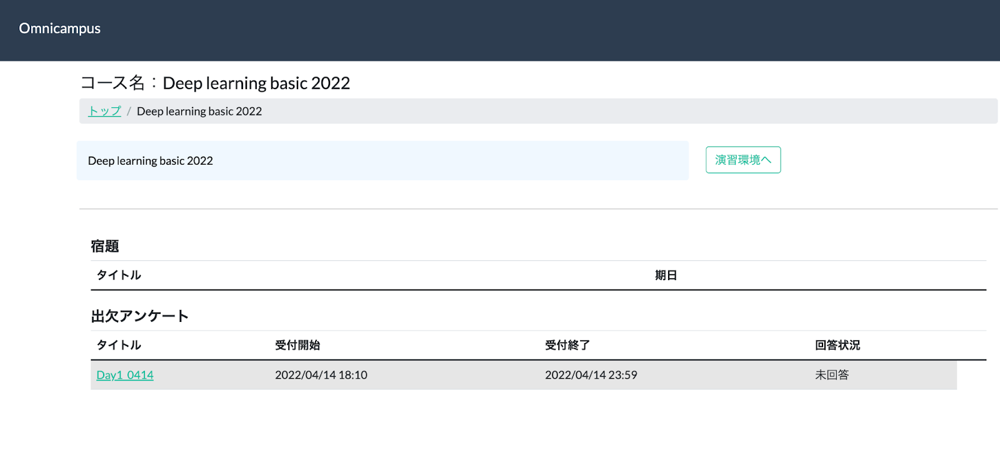 Omnicampus
コース名：Deep learning basic 2022
トップ / Deep learning basic 2022
Deep learning basic 2022
演習環境へ
宿題
タイトル 期日
出欠アンケート
タイトル 受付開始 受付終了 回答状況
Day1_0414 2022/04/14 18:10 2022/04/14 23:59 未回答